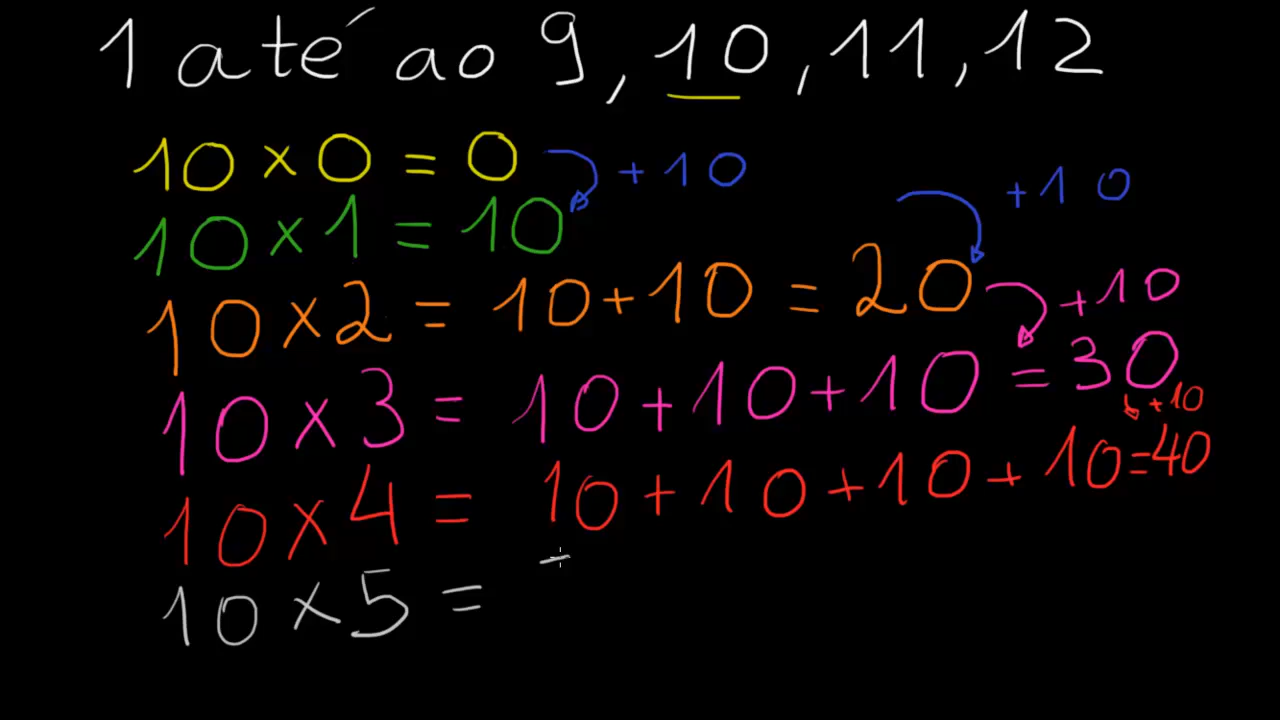 1 até ao 9, 10, 11, 12
10 × 0 = 0 + 10
10 × 1 = 10 + 10
10 × 2 = 10 + 10 = 20 + 10
10 × 3 = 10 + 10 + 10 = 30 + 10
10 × 4 = 10 + 10 + 10 + 10 = 40
10 × 5 =